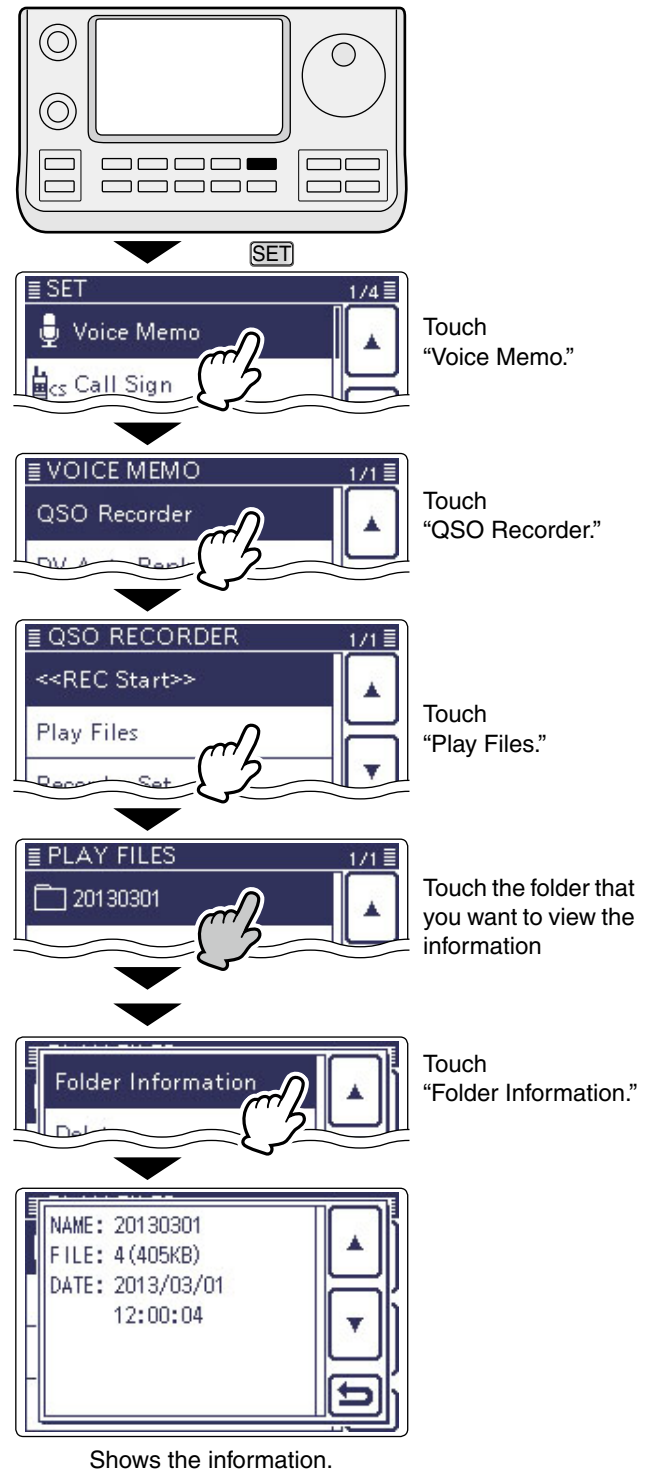 SET
SET 1/4
Voice Memo
CS Call Sign
Touch
“Voice Memo.”
VOICE MEMO 1/1
QSO Recorder
Touch
“QSO Recorder.”
QSO RECORDER 1/1
<<REC Start>>
Play Files
Touch
“Play Files.”
PLAY FILES 1/1
20130301
Touch the folder that
you want to view the
information
Folder Information
Touch
“Folder Information.”
NAME: 20130301
FILE: 4(405KB)
DATE: 2013/03/01
12:00:04
Shows the information.